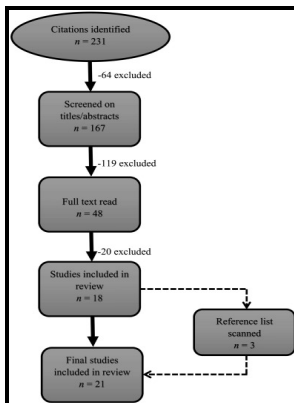 Citations identified
n = 231
-64 excluded
Screened on
titles/abstracts
n = 167
-119 excluded
Full text read
n = 48
-20 excluded
Studies included in
review
n = 18
Reference list
scanned
n = 3
Final studies
included in review
n = 21